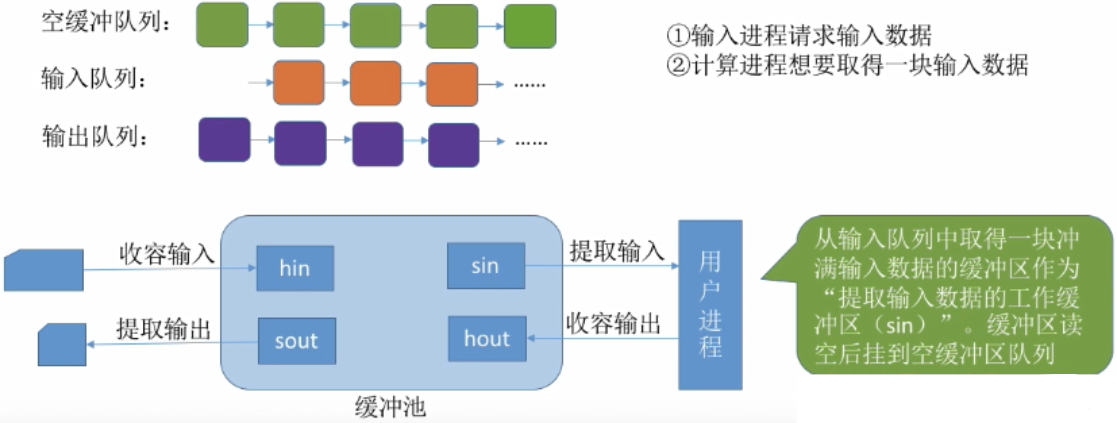 空缓冲队列：
输入队列：
……
输出队列：
……
①输入进程请求输入数据
②计算进程想要取得一块输入数据
收容输入
hin
sin
提取输入
提取输出
sout
hout
收容输出
用户进程
缓冲池
从输入队列中取得一块冲
满输入数据的缓冲区作为
“提取输入数据的工作缓
冲区（sin）”。缓冲区读
空后挂到空缓冲区队列